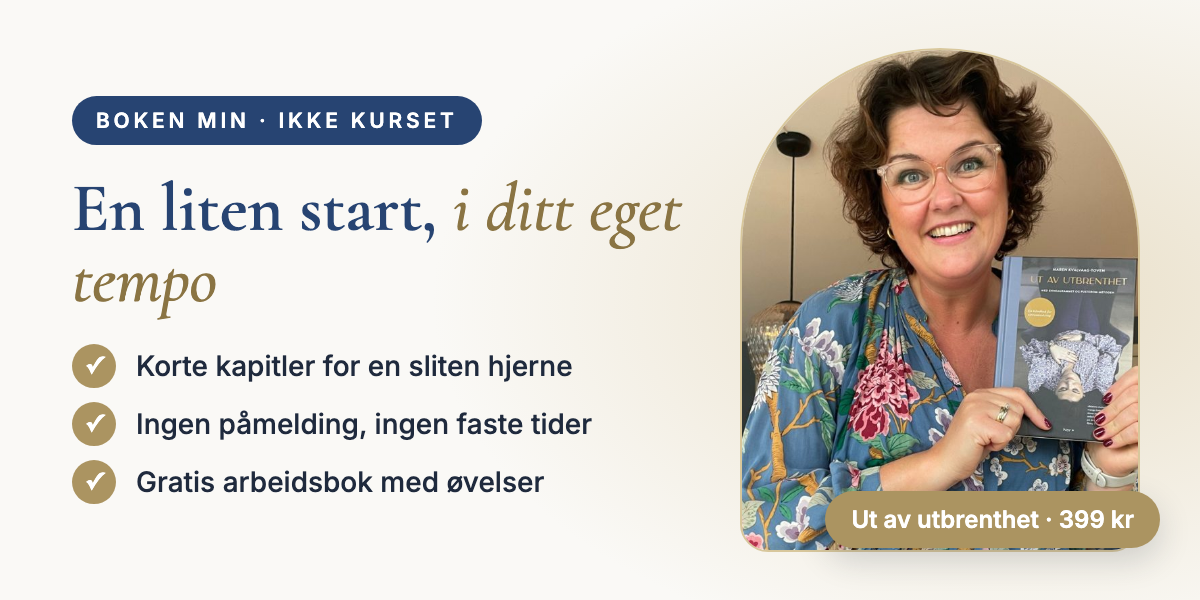 BOKEN MIN · IKKE KURSET
En liten start, i ditt eget
tempo
Korte kapitler for en sliten hjerne
Ingen påmelding, ingen faste tider
Gratis arbeidsbok med øvelser
UT AV UTBRENTHET
Ut av utbrenthet · 399 kr